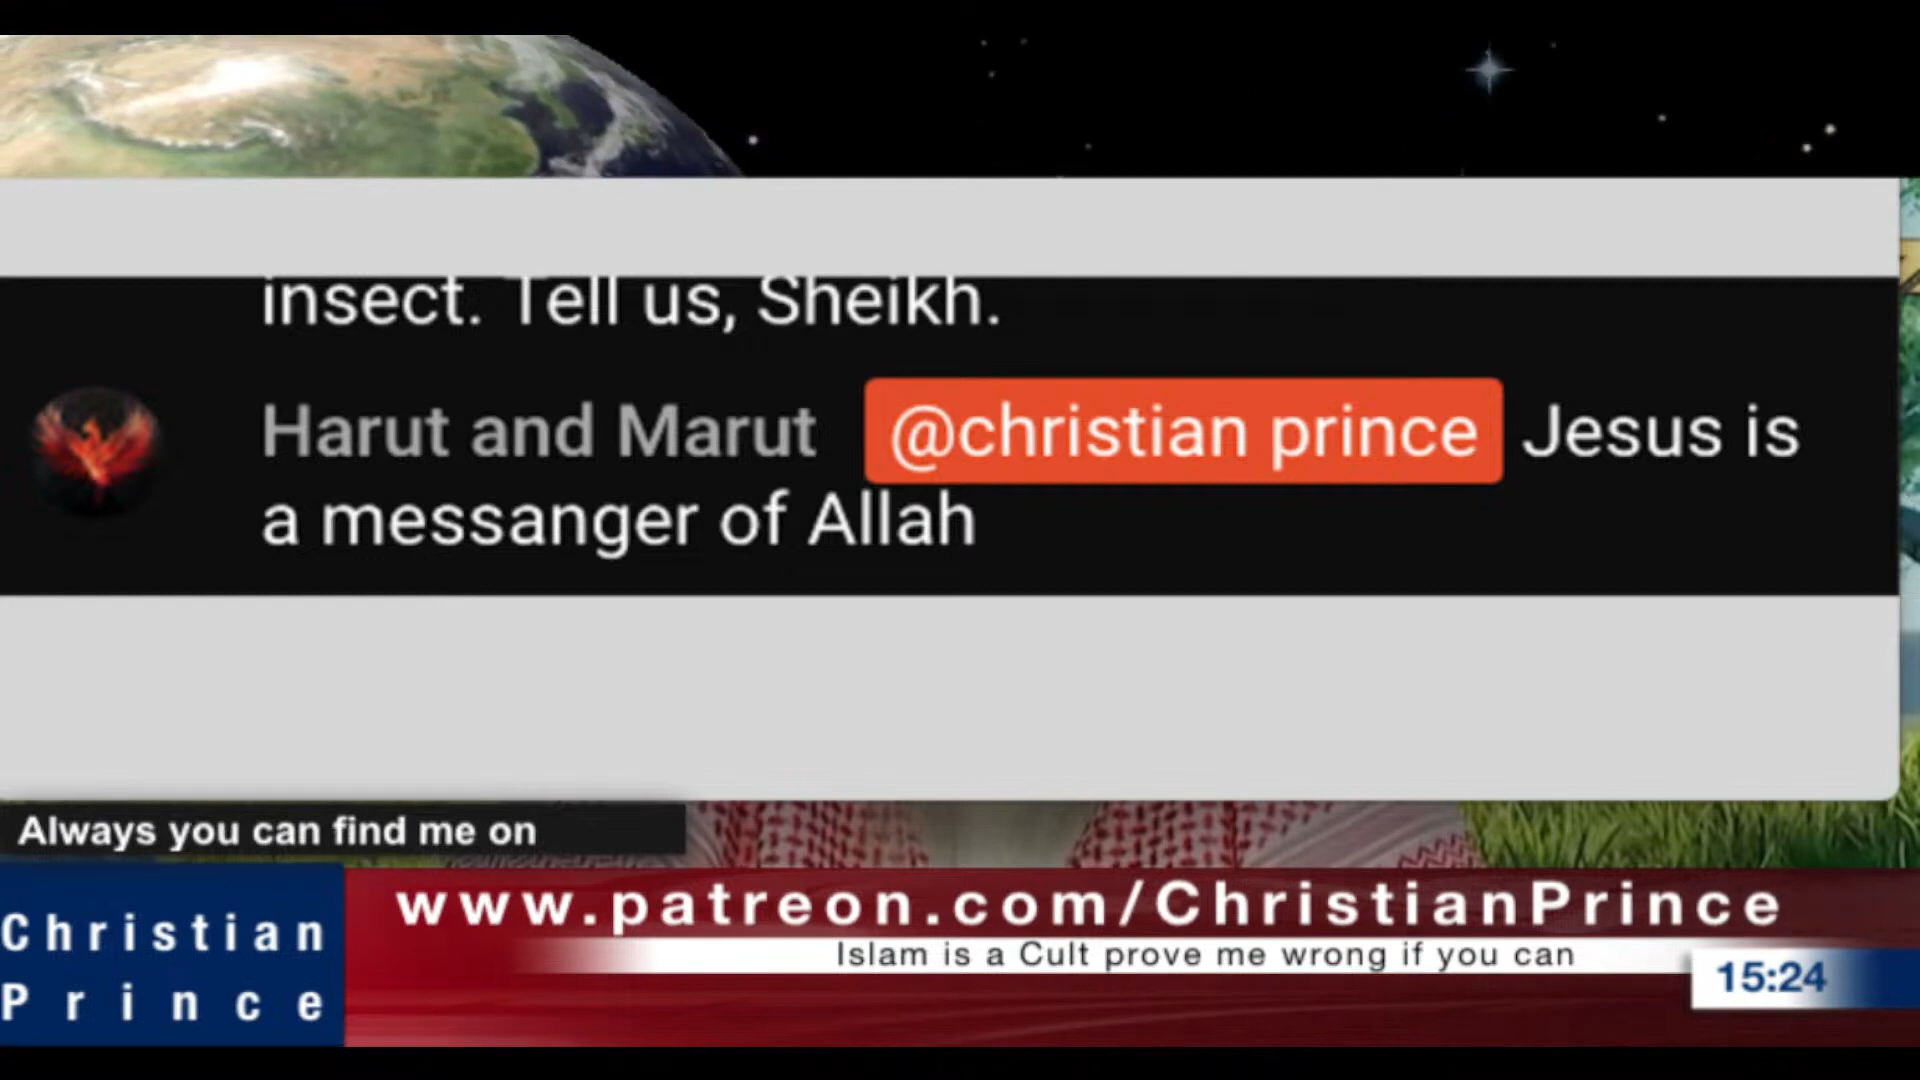 insect. Tell us, Sheikh.
Harut and Marut @christian prince Jesus is
a messanger of Allah
Always you can find me on
Christian
Prince
www.patreon.com/ChristianPrince
Islam is a Cult prove me wrong if you can
15:24